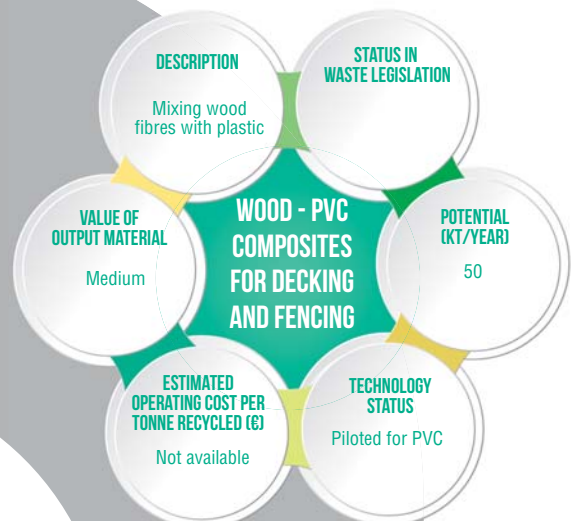 DESCRIPTION
Mixing wood
fibres with plastic
STATUS IN
WASTE LEGISLATION
VALUE OF
OUTPUT MATERIAL
Medium
WOOD - PVC
COMPOSITES
FOR DECKING
AND FENCING
POTENTIAL
(KT/YEAR)
50
ESTIMATED
OPERATING COST PER
TONNE RECYCLED (€)
Not available
TECHNOLOGY
STATUS
Piloted for PVC